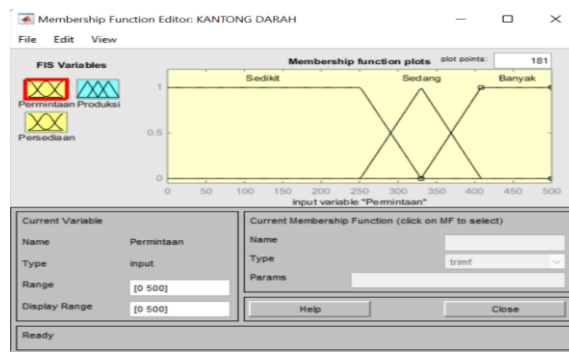 Membership Function Editor: KANTONG DARAH
File Edit View
FIS Variables
Permintaan Produksi
Persediaan
Membership function plots plot points: 181
Sedikit Sedang Banyak
1
0.5
0
0 50 100 150 200 250 300 350 400 450 500
input variable "Permintaan"
Current Variable
Name Permintaan
Type input
Range [0 500]
Display Range [0 500]
Current Membership Function (click on MF to select)
Name
Type trimf
Params
Help Close
Ready